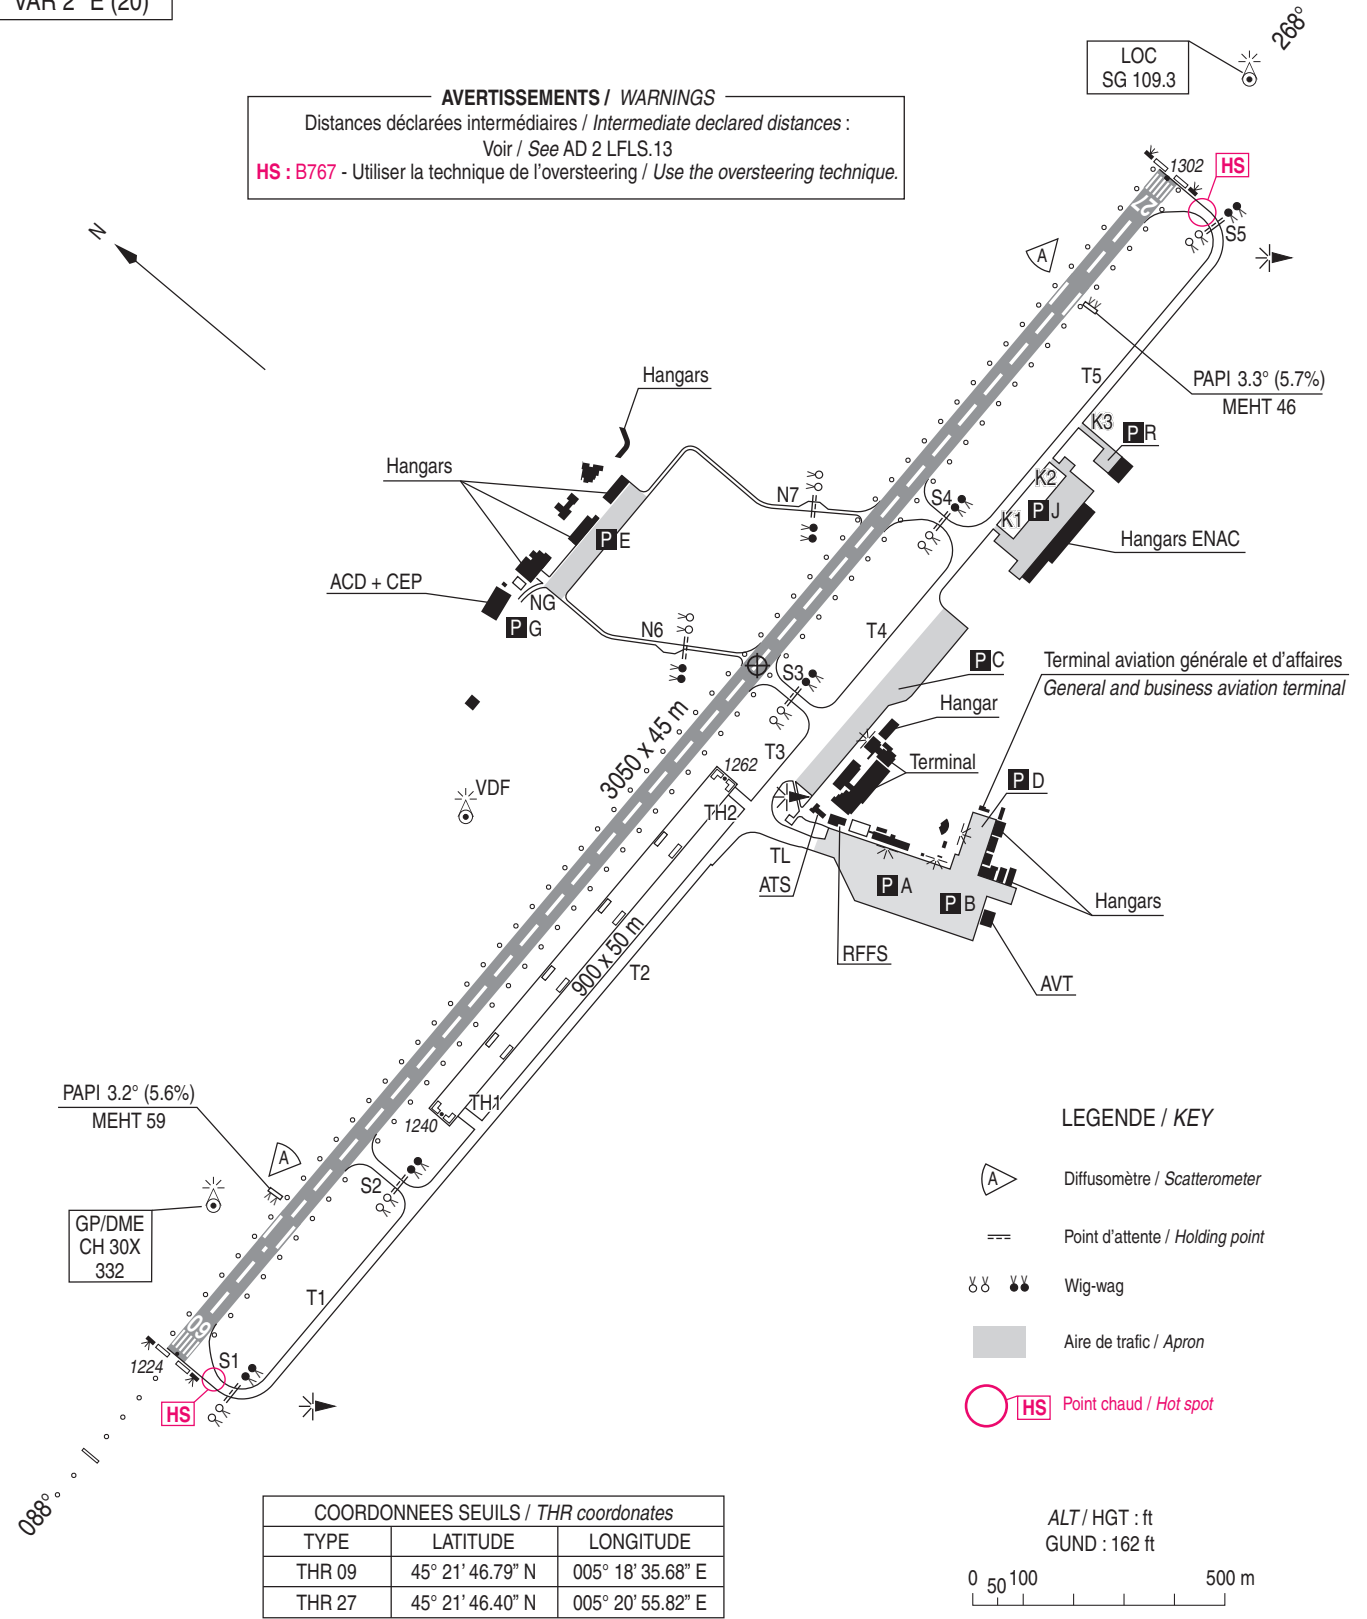 VAR 2° E (20)
268°
LOC
SG 109.3
AVERTISSEMENTS / WARNINGS
Distances déclarées intermédiaires / Intermediate declared distances :
Voir / See AD 2 LFLS.13
HS : B767 - Utiliser la technique de l'oversteering / Use the oversteering technique.
1302
HS
27
S5
N
A
Hangars
T5
PAPI 3.3° (5.7%)
MEHT 46
K3
P R
Hangars
K2
N7
S4
K1
P J
P E
Hangars ENAC
ACD + CEP
NG
P G
N6
T4
P C
Terminal aviation générale et d'affaires
General and business aviation terminal
S3
Hangar
3050 x 45 m
T3
1262
Terminal
P D
VDF
TH2
TL
ATS
P A
P B
Hangars
900 x 50 m
RFFS
T2
AVT
PAPI 3.2° (5.6%)
MEHT 59
TH1
1240
LEGENDE / KEY
A
S2
A
Diffusomètre / Scatterometer
GP/DME
CH 30X
332
Point d'attente / Holding point
Wig-wag
T1
09
Aire de trafic / Apron
1224
S1
HS
HS
Point chaud / Hot spot
088°
COORDONNEES SEUILS / THR coordonates
TYPE LATITUDE LONGITUDE
THR 09 45° 21' 46.79" N 005° 18' 35.68" E
THR 27 45° 21' 46.40" N 005° 20' 55.82" E
ALT / HGT : ft
GUND : 162 ft
0 50 100 500 m